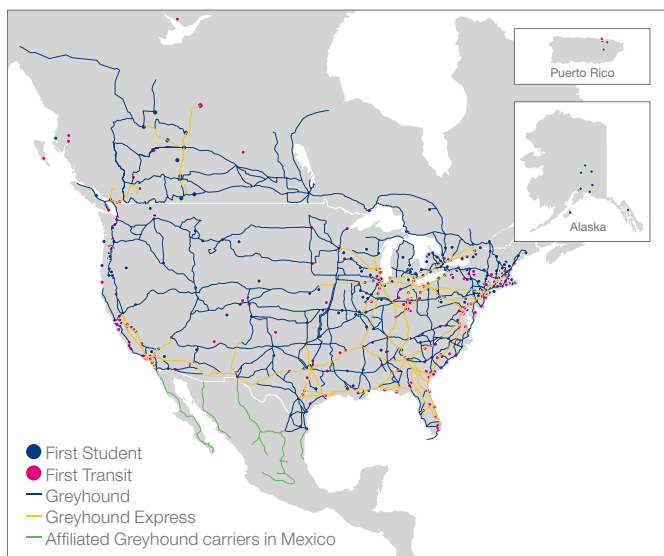 Puerto Rico
Alaska
First Student
First Transit
Greyhound
Greyhound Express
Affiliated Greyhound carriers in Mexico